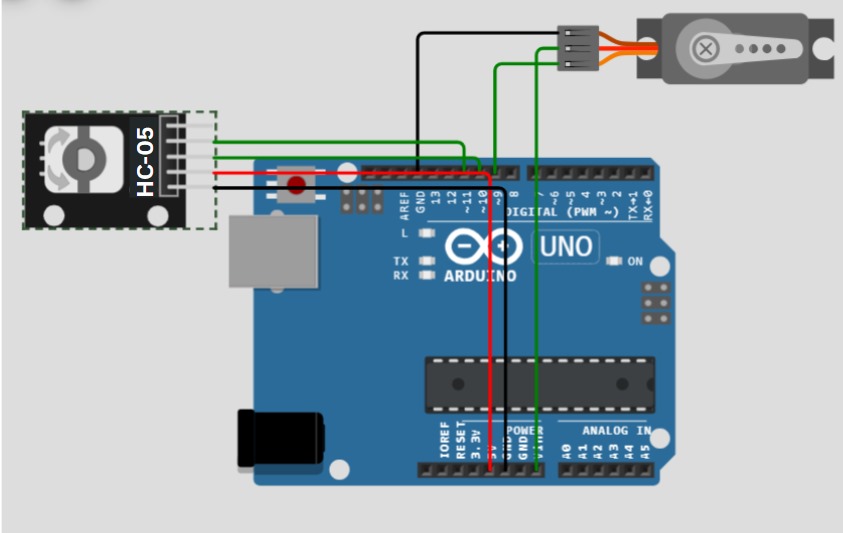 HC-05
AREF
GND
13
12
~11
~10
~9
8
7
~6
~5
4
~3
2
TX→1
RX←0
DIGITAL (PWM ~)
L
TX
RX
UNO
ON
ARDUINO
IOREF
RESET
3.3V
5V
GND
GND
VIN
POWER
ANALOG IN
A0
A1
A2
A3
A4
A5